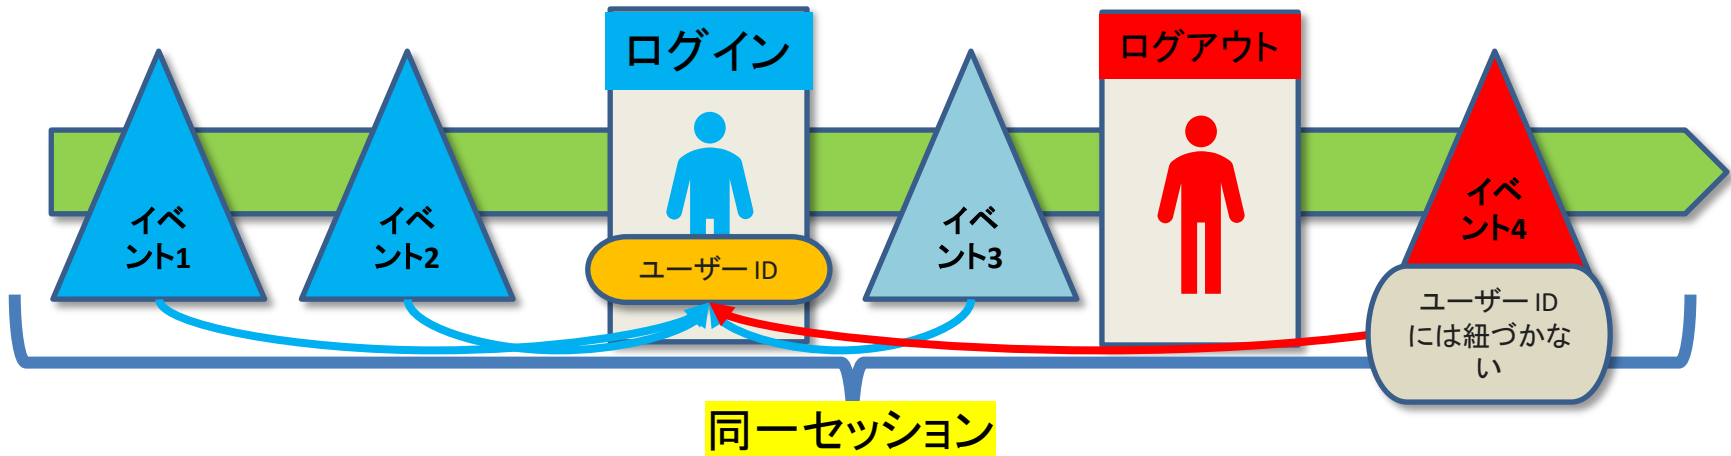 ログイン
ログアウト
イベ
ント1
イベ
ント2
ユーザー ID
イベ
ント3
イベ
ント4
ユーザー ID
には紐づかな
い
同一セッション